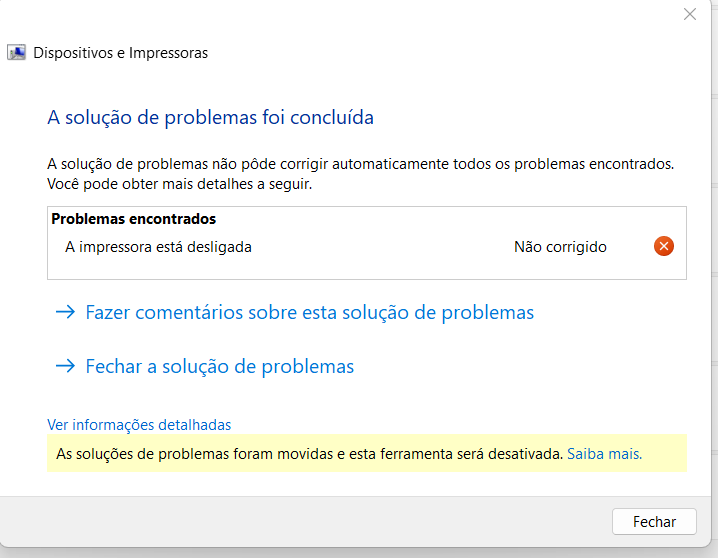 Dispositivos e Impressoras
A solução de problemas foi concluída
A solução de problemas não pôde corrigir automaticamente todos os problemas encontrados.
Você pode obter mais detalhes a seguir.
Problemas encontrados
A impressora está desligada Não corrigido
Fazer comentários sobre esta solução de problemas
Fechar a solução de problemas
Ver informações detalhadas
As soluções de problemas foram movidas e esta ferramenta será desativada. Saiba mais.
Fechar